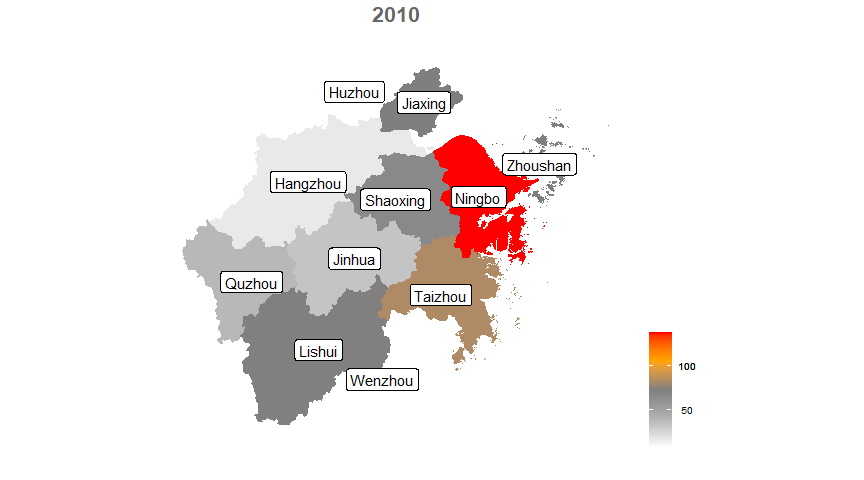 2010
Huzhou
Jiaxing
Zhoushan
Hangzhou
Shaoxing
Ningbo
Jinhua
Quzhou
Taizhou
Lishui
Wenzhou
100
50